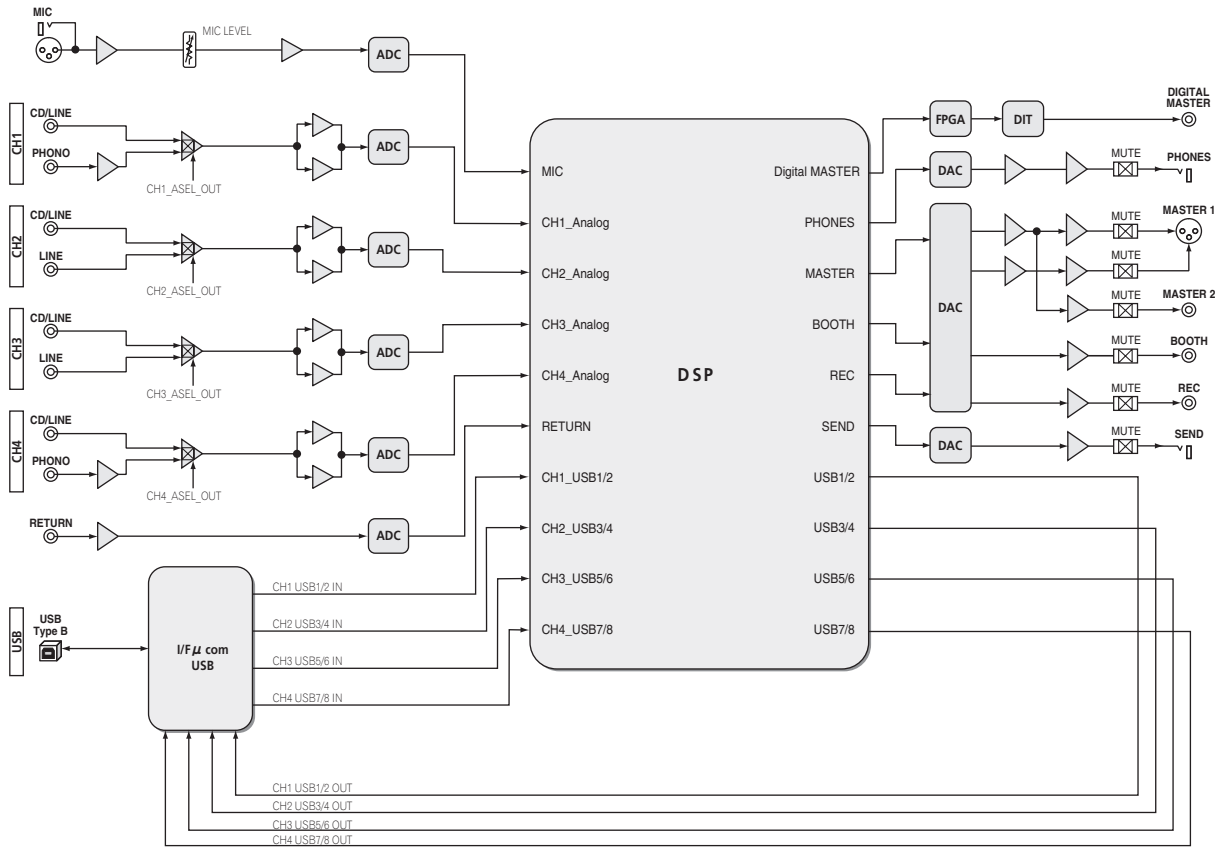 MIC
MIC LEVEL
ADC
CH1
CD/LINE
PHONO
CH1_ASEL_OUT
ADC
CH2
CD/LINE
LINE
CH2_ASEL_OUT
ADC
CH3
CD/LINE
LINE
CH3_ASEL_OUT
ADC
CH4
CD/LINE
PHONO
CH4_ASEL_OUT
ADC
RETURN
ADC
USB
USB
Type B
I/F μ com
USB
CH1 USB1/2 IN
CH2 USB3/4 IN
CH3 USB5/6 IN
CH4 USB7/8 IN
MIC
CH1_Analog
CH2_Analog
CH3_Analog
CH4_Analog
RETURN
CH1_USB1/2
CH2_USB3/4
CH3_USB5/6
CH4_USB7/8
DSP
Digital MASTER
PHONES
MASTER
BOOTH
REC
SEND
USB1/2
USB3/4
USB5/6
USB7/8
FPGA
DIT
DIGITAL
MASTER
DAC
MUTE
PHONES
DAC
MUTE
MASTER 1
MUTE
MUTE
MASTER 2
MUTE
BOOTH
MUTE
REC
DAC
MUTE
SEND
CH1 USB1/2 OUT
CH2 USB3/4 OUT
CH3 USB5/6 OUT
CH4 USB7/8 OUT